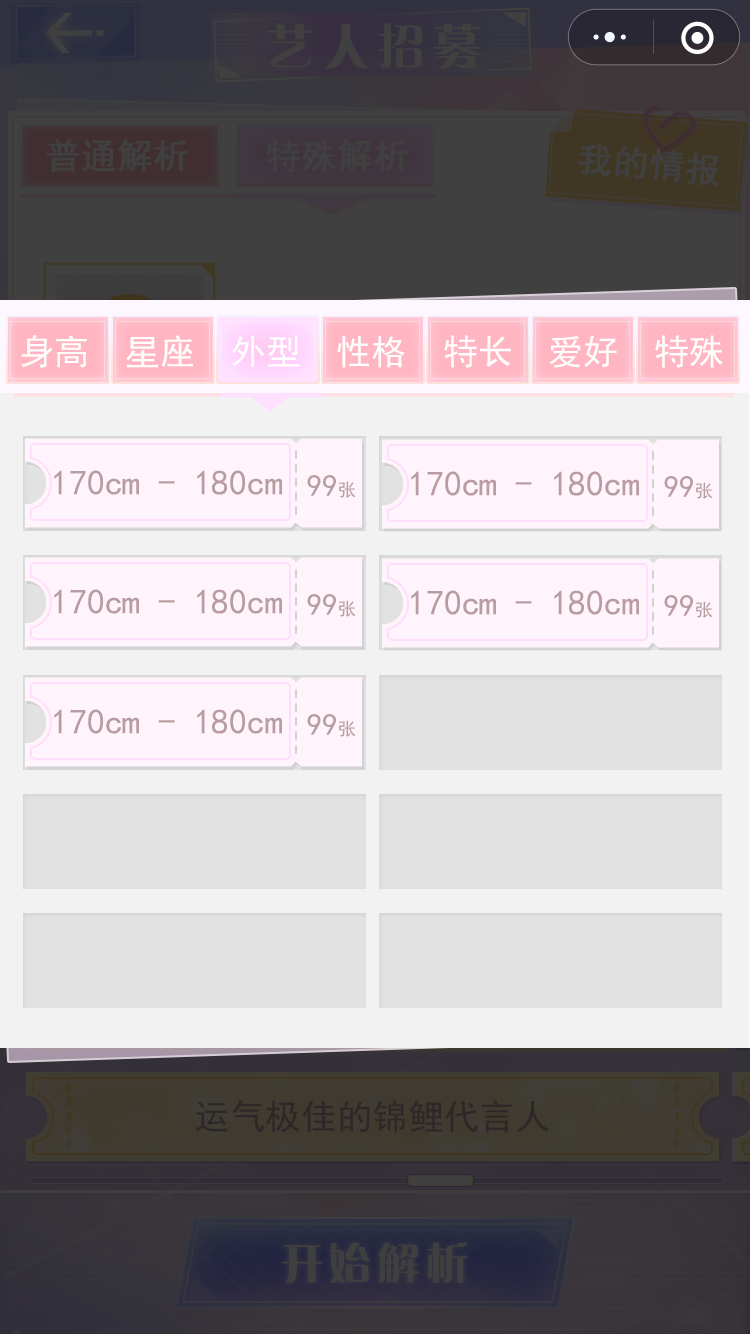 艺人招募
普通解析 特殊解析 我的情报
身高 星座 外型 性格 特长 爱好 特殊
170cm - 180cm 99张 170cm - 180cm 99张
170cm - 180cm 99张 170cm - 180cm 99张
170cm - 180cm 99张
运气极佳的锦鲤代言人
开始解析